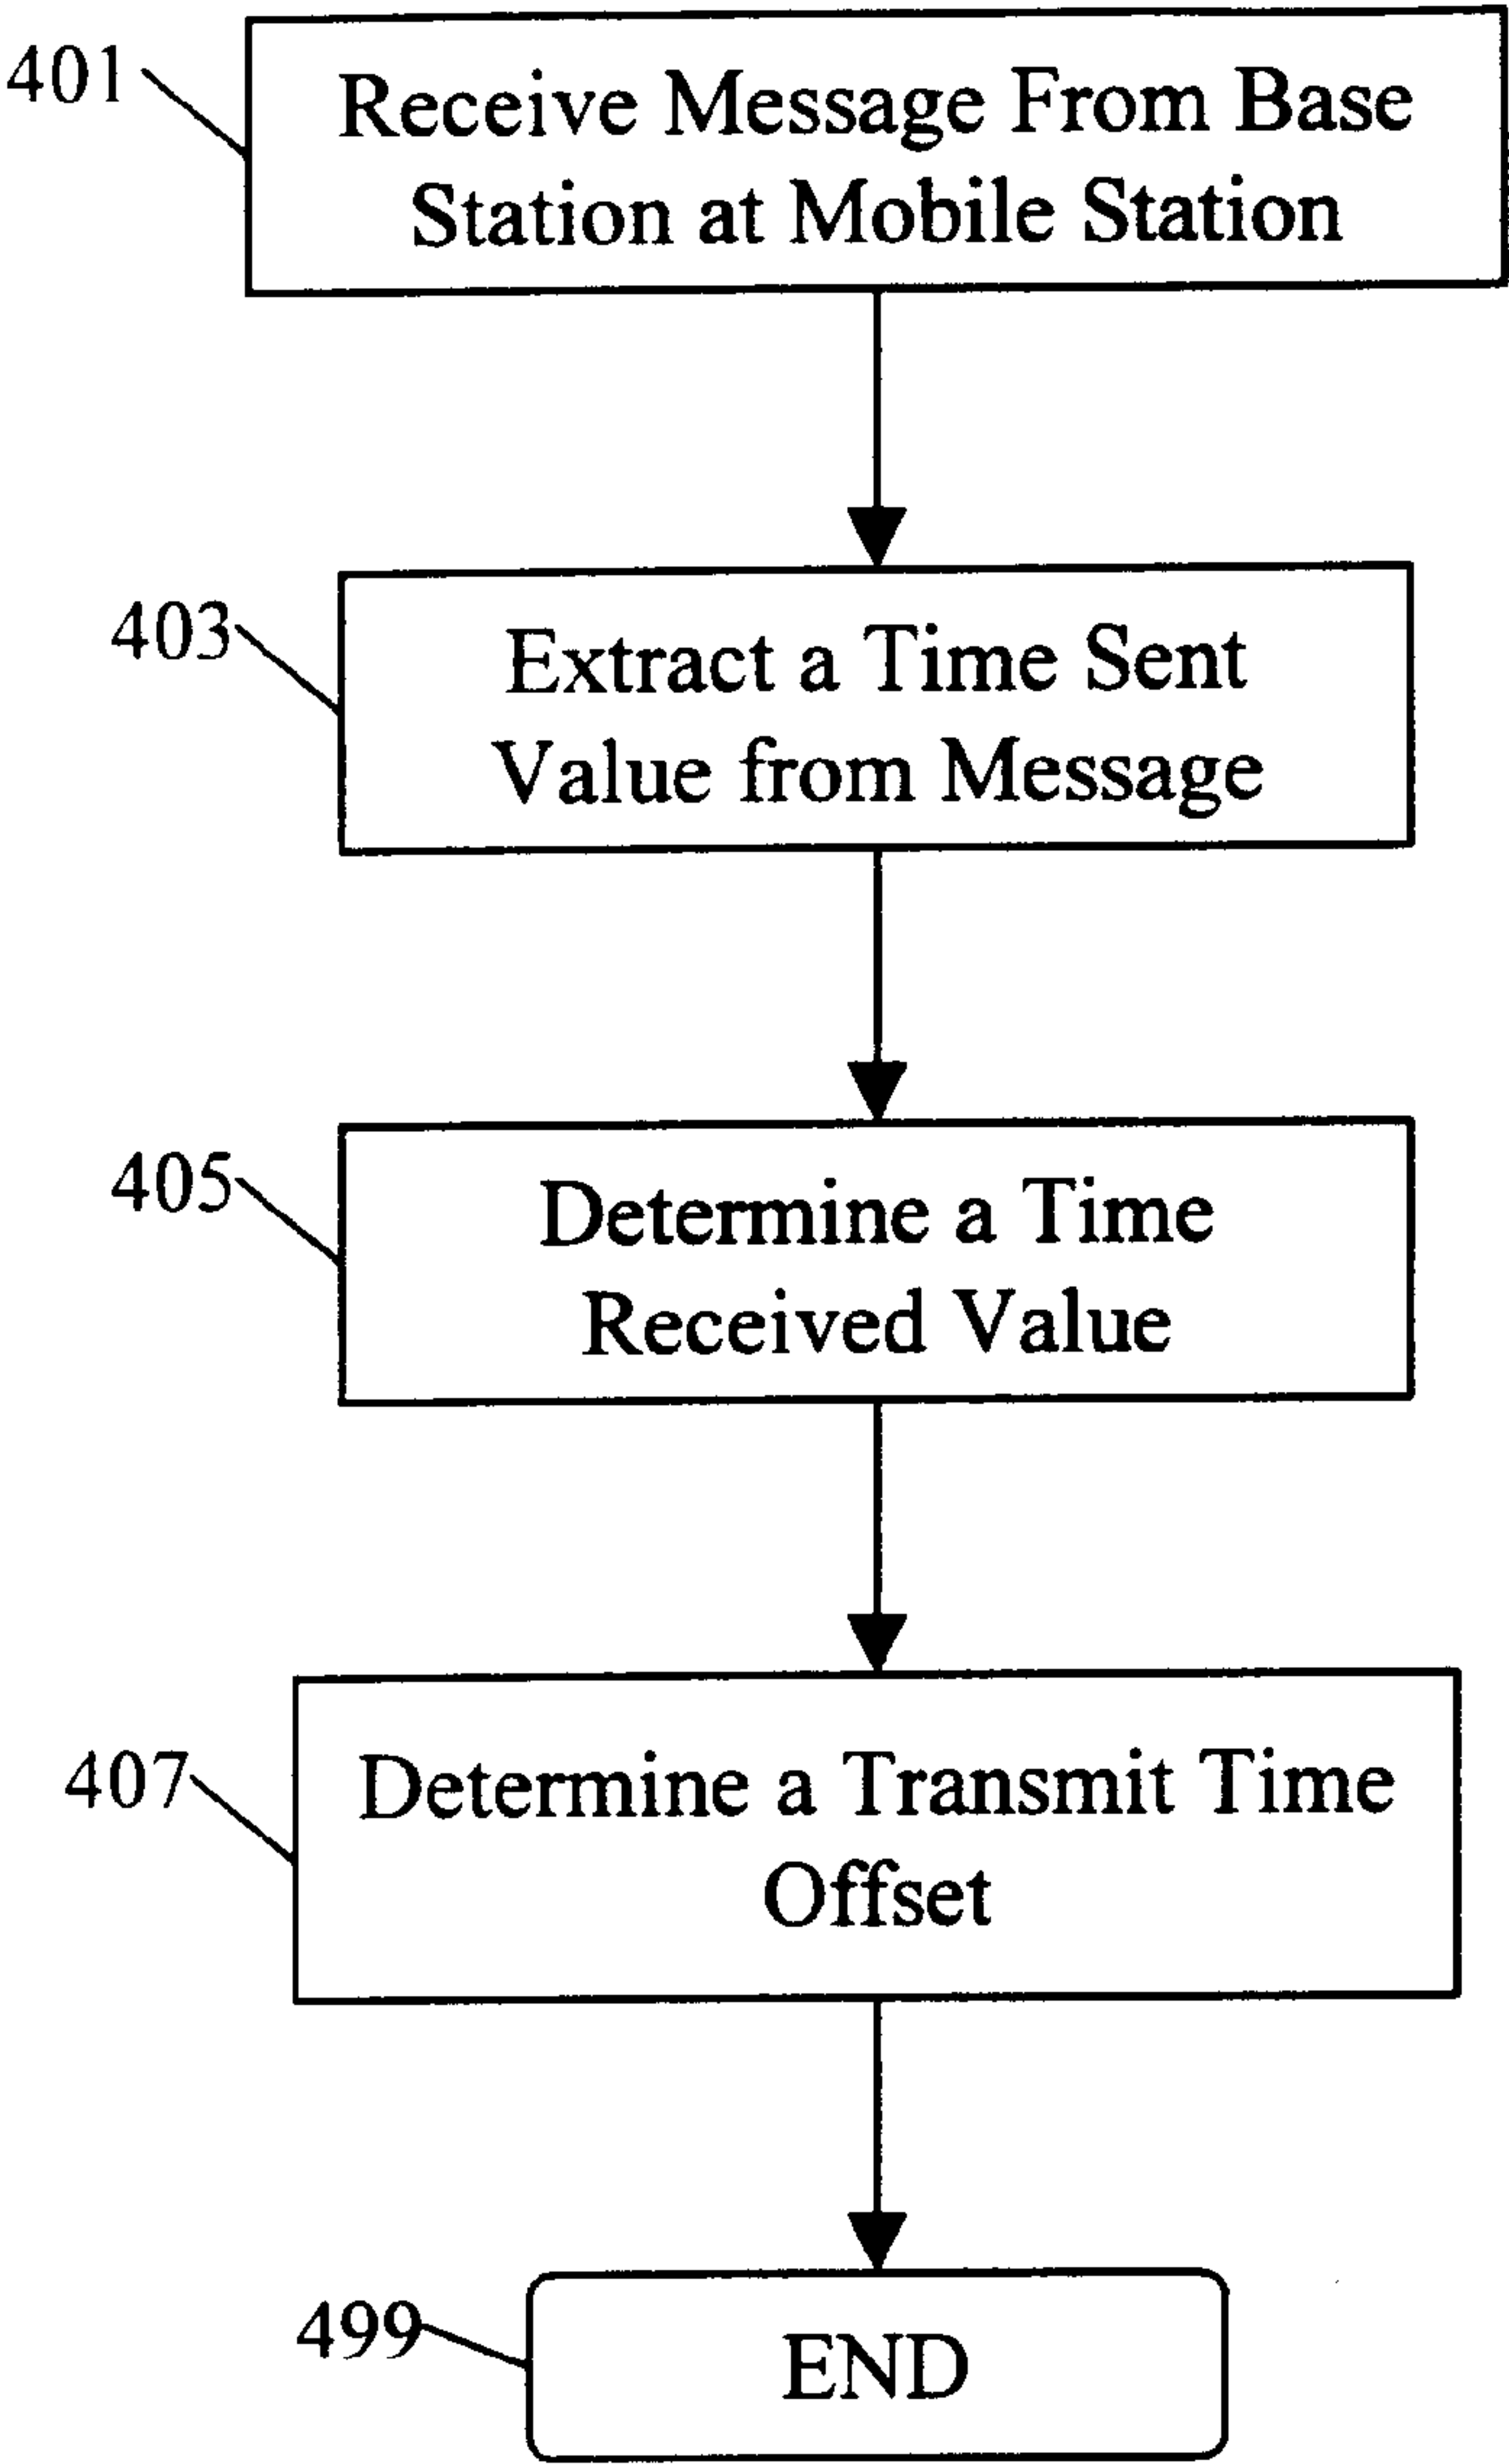 401
Receive Message From Base
Station at Mobile Station
403
Extract a Time Sent
Value from Message
405
Determine a Time
Received Value
407
Determine a Transmit Time
Offset
499
END